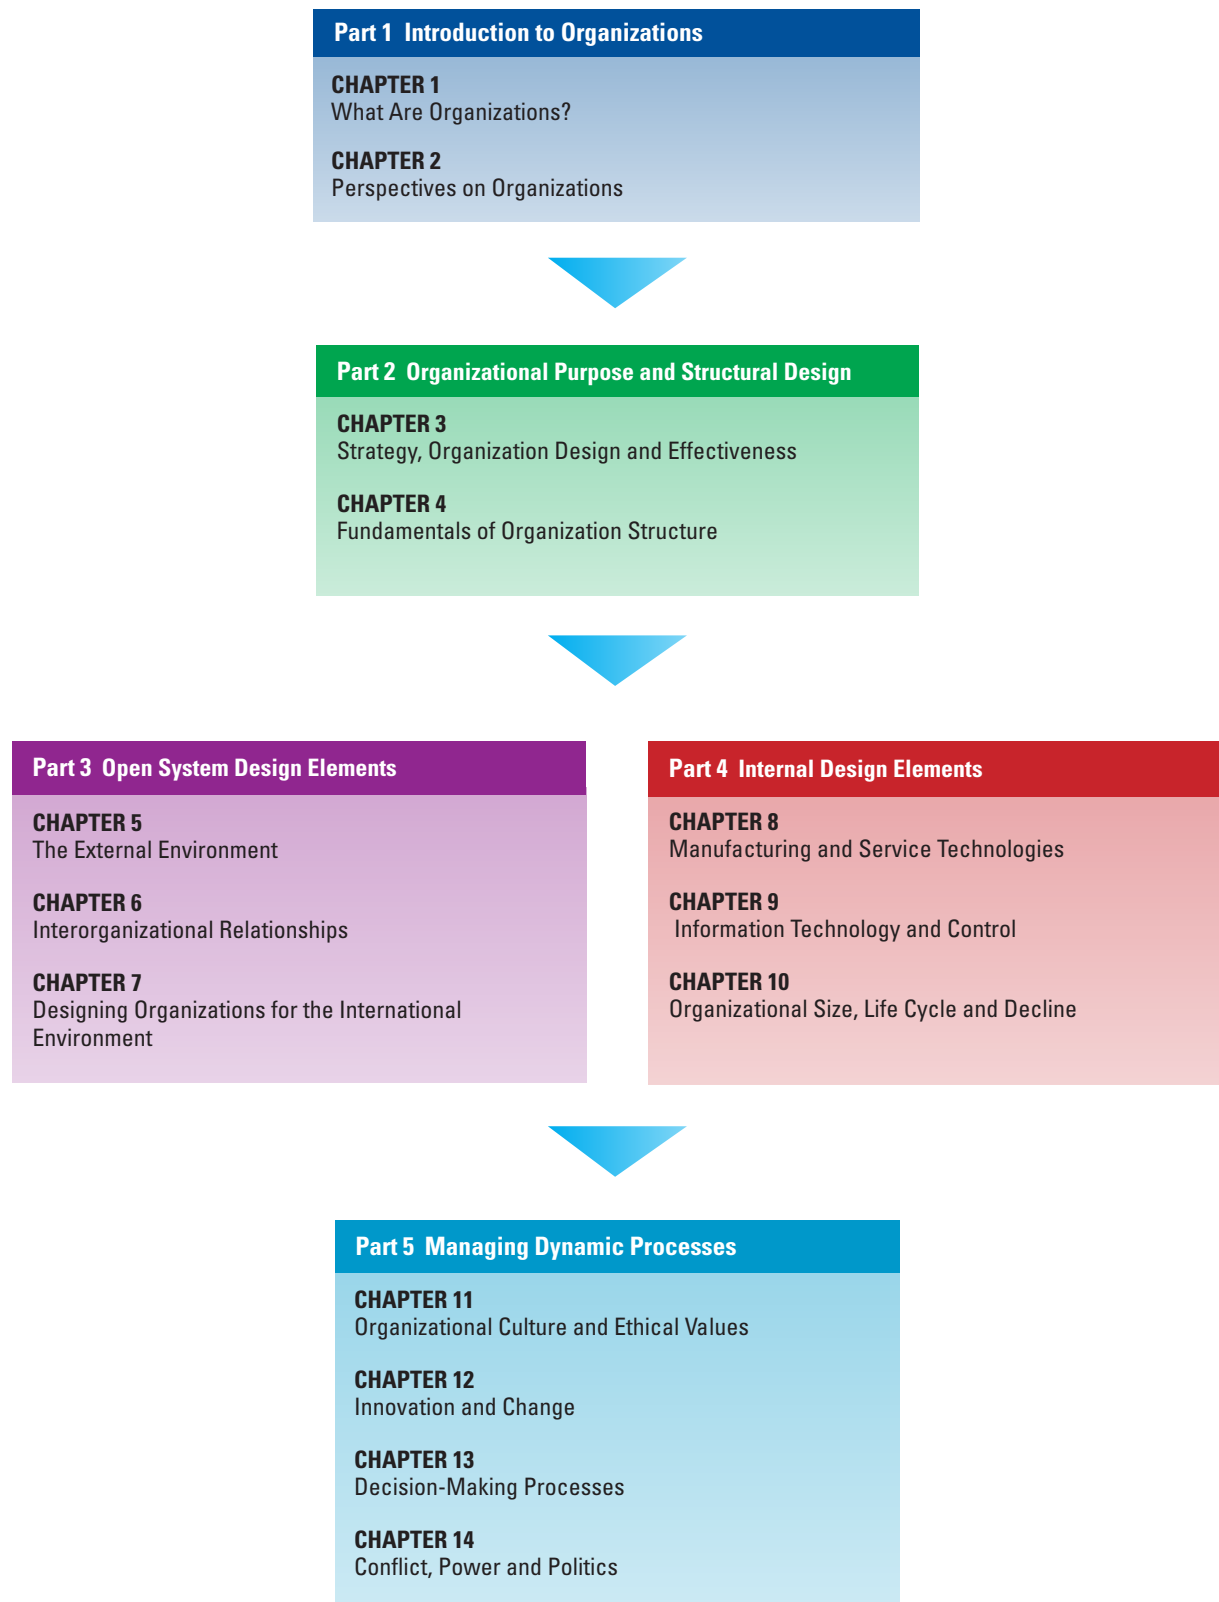 Part 1 Introduction to Organizations
CHAPTER 1
What Are Organizations?
CHAPTER 2
Perspectives on Organizations
Part 2 Organizational Purpose and Structural Design
CHAPTER 3
Strategy, Organization Design and Effectiveness
CHAPTER 4
Fundamentals of Organization Structure
Part 3 Open System Design Elements
CHAPTER 5
The External Environment
CHAPTER 6
Interorganizational Relationships
CHAPTER 7
Designing Organizations for the International
Environment
Part 4 Internal Design Elements
CHAPTER 8
Manufacturing and Service Technologies
CHAPTER 9
Information Technology and Control
CHAPTER 10
Organizational Size, Life Cycle and Decline
Part 5 Managing Dynamic Processes
CHAPTER 11
Organizational Culture and Ethical Values
CHAPTER 12
Innovation and Change
CHAPTER 13
Decision-Making Processes
CHAPTER 14
Conflict, Power and Politics